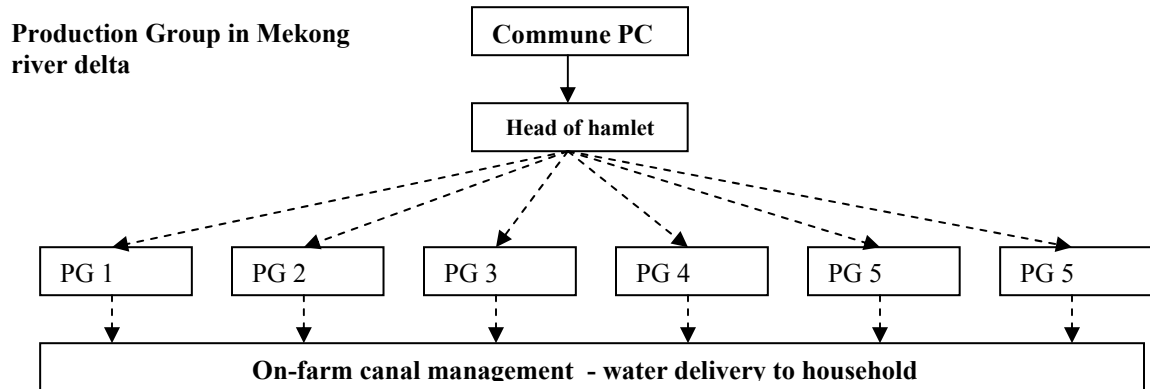 Production Group in Mekong
river delta
Commune PC
Head of hamlet
PG 1
PG 2
PG 3
PG 4
PG 5
PG 5
On-farm canal management - water delivery to household